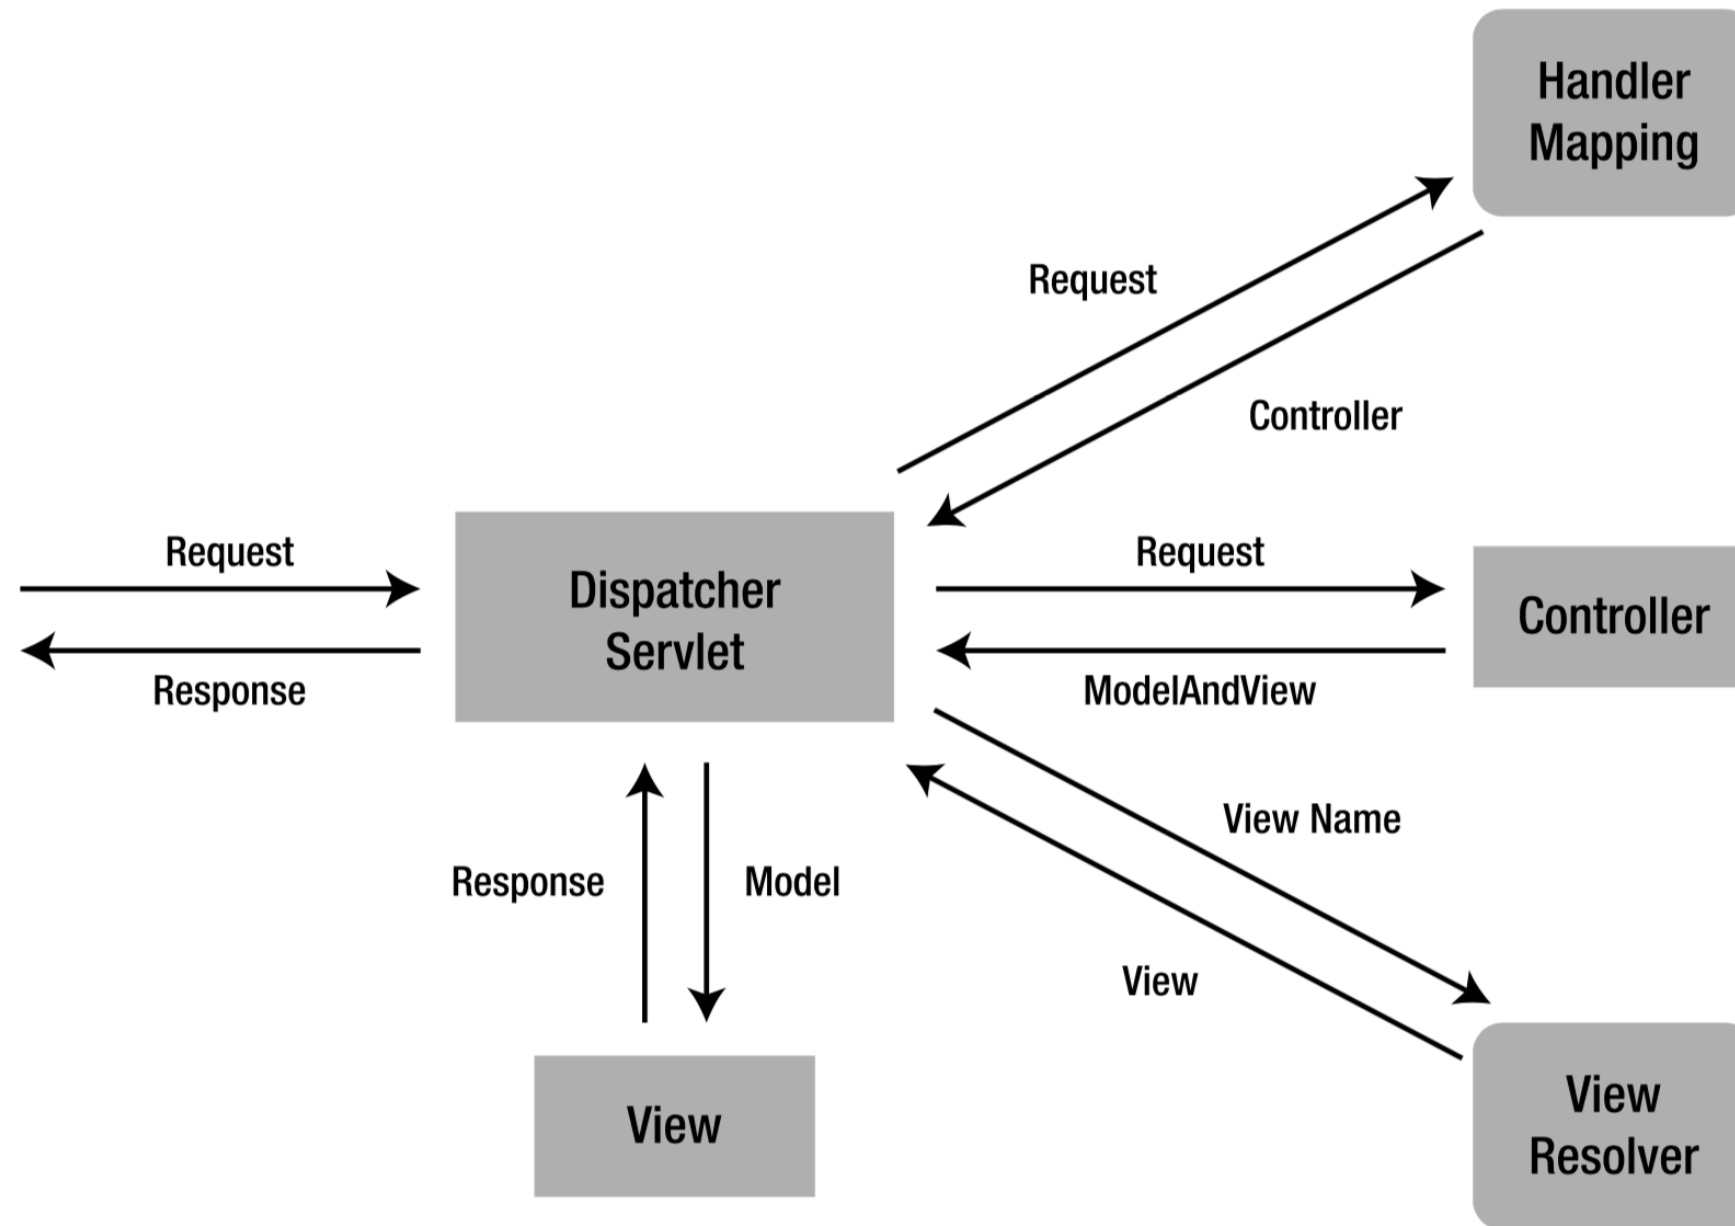 Handler
Mapping
Request
Controller
Request
Dispatcher
Servlet
Response
Request
Controller
ModelAndView
View Name
Response
Model
View
View
View
Resolver